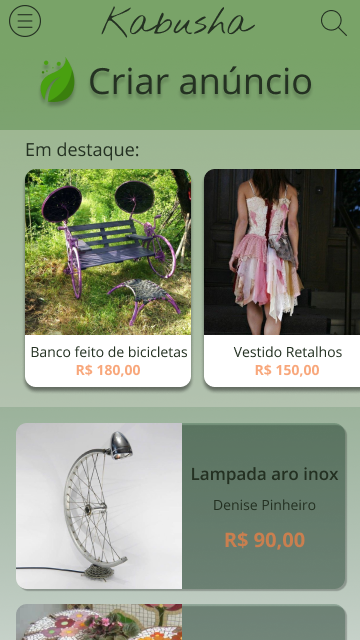 Kabusha
Criar anúncio
Em destaque:
Banco feito de bicicletas
R$ 180,00
Vestido Retalhos
R$ 150,00
Lampada aro inox
Denise Pinheiro
R$ 90,00